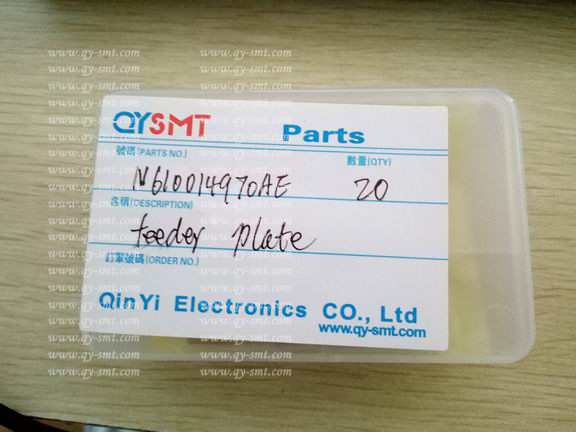 QYSMT
Parts
號碼(PARTS NO.)
數量(QTY)
N610014970AE
20
名稱(DESCRIPTION)
feeder plate
訂單號碼(ORDER NO.)
QinYi Electronics CO., Ltd
www.qy-smt.com